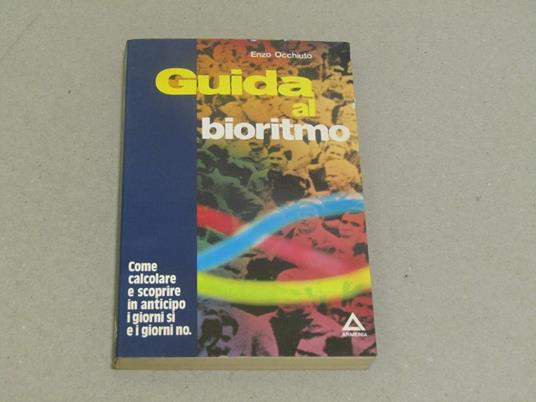 Enzo Occhiuto
Guida
al
bioritmo
Come
calcolare
e scoprire
in anticipo
i giorni sì
e i giorni no.
ARMENIA